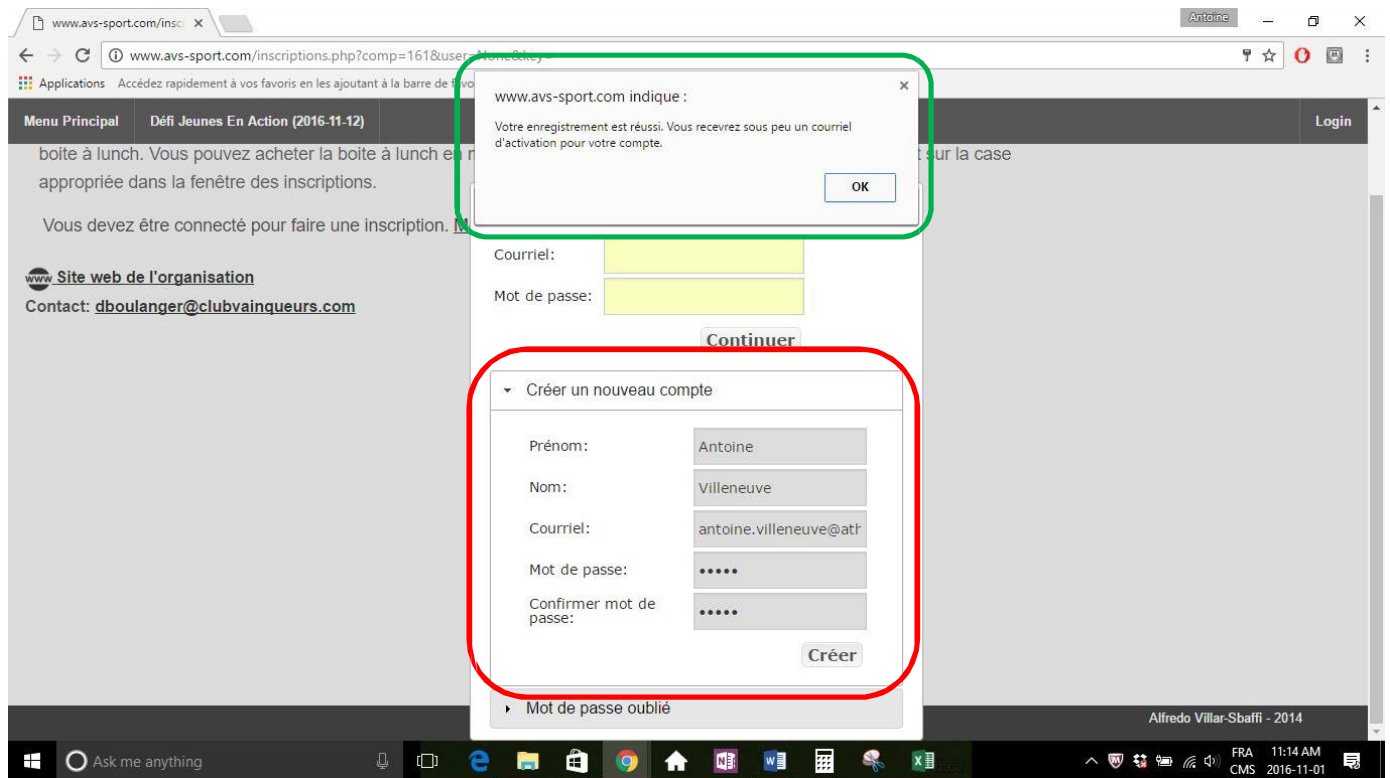 www.avs-sport.com/insc
Antoine
www.avs-sport.com/inscriptions.php?comp=161&user=None&key=
Applications Accédez rapidement à vos favoris en les ajoutant à la barre de
www.avs-sport.com indique :
Votre enregistrement est réussi. Vous recevrez sous peu un courriel
d'activation pour votre compte.
OK
Menu Principal Défi Jeunes En Action (2016-11-12) Login
boite à lunch. Vous pouvez acheter la boite à lunch en sur la case
appropriée dans la fenêtre des inscriptions.
Vous devez être connecté pour faire une inscription.
www Site web de l'organisation
Contact: dboulanger@clubvainqueurs.com
Courriel:
Mot de passe:
Continuer
Créer un nouveau compte
Prénom: Antoine
Nom: Villeneuve
Courriel: antoine.villeneuve@ath
Mot de passe: •••••
Confirmer mot de
passe: •••••
Créer
Mot de passe oublié
Alfredo Villar-Sbaffi - 2014
Ask me anything
FRA 11:14 AM
CMS 2016-11-01